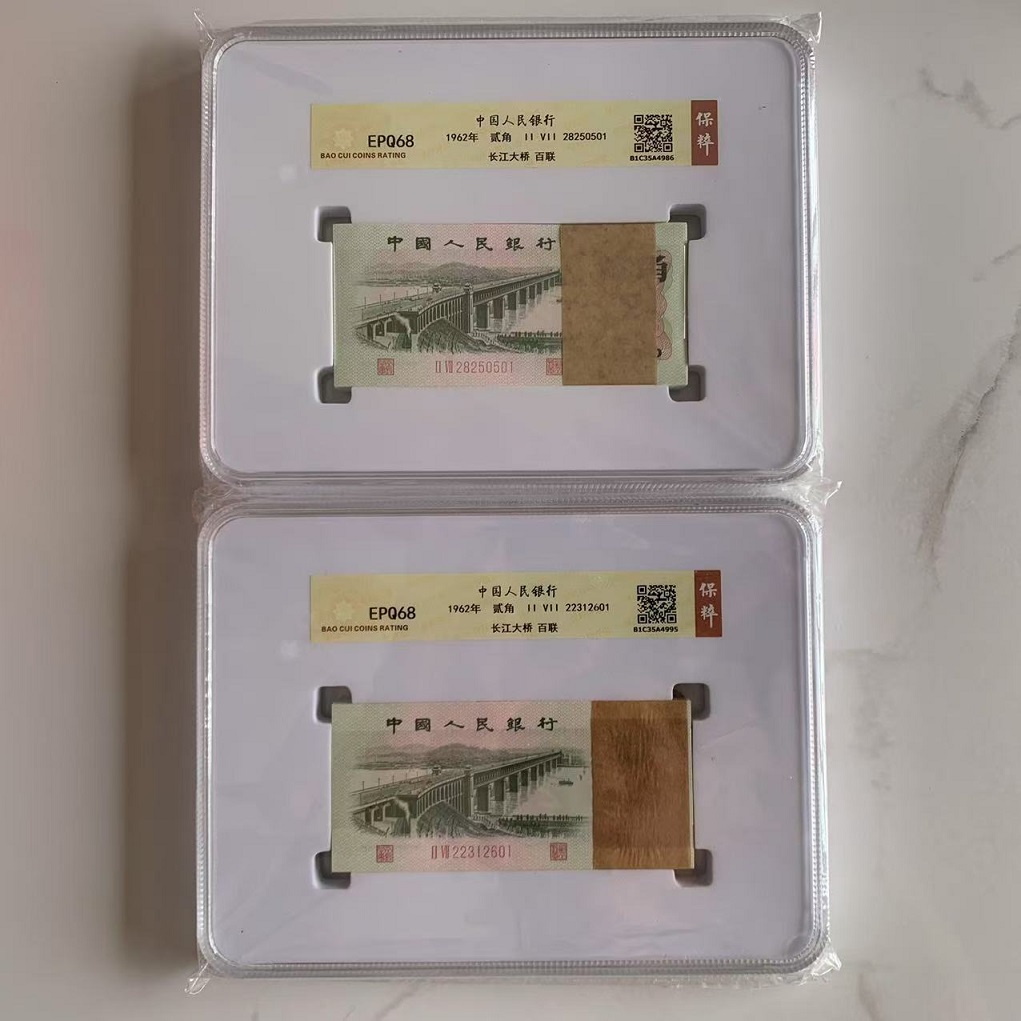 中国人民银行
保粹
EPQ68
1962年 贰角 II VII 28250501
BAO CUI COINS RATING
长江大桥 百联
B1C35A4986
中國人民銀行
角
II VII 28250501
中国人民银行
保粹
EPQ68
1962年 贰角 II VII 22312601
BAO CUI COINS RATING
长江大桥 百联
B1C35A4995
中國人民銀行
II VII 22312601